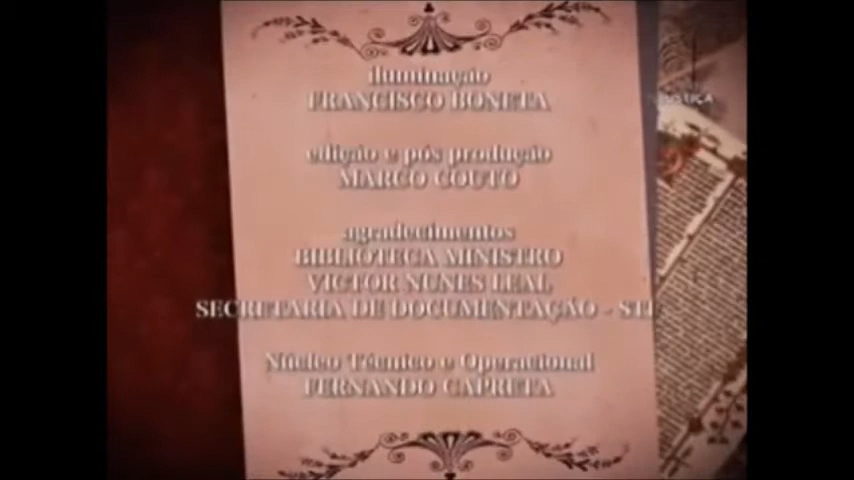 iluminação
FRANCISCO BONETA
edição e pós produção
MARCO COUTO
agradecimentos
BIBLIOTECA MINISTRO
VICTOR NUNES LEAL
SECRETARIA DE DOCUMENTAÇÃO - STF
Núcleo Técnico e Operacional
FERNANDO CAPRETA